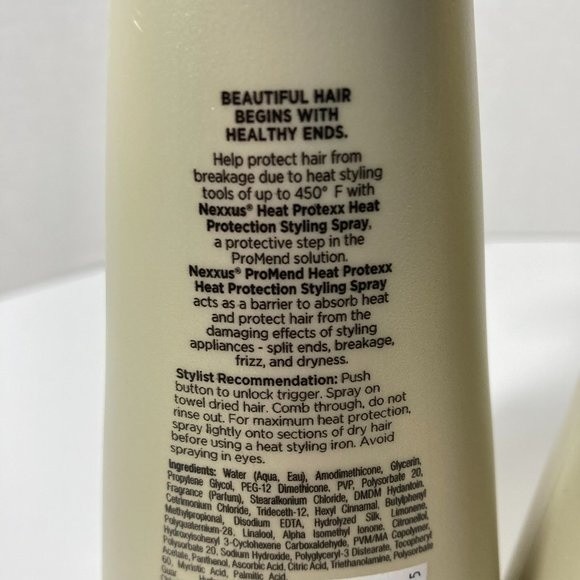 BEAUTIFUL HAIR
BEGINS WITH
HEALTHY ENDS.
Help protect hair from
breakage due to heat styling
tools of up to 450° F with
Nexxus® Heat Protexx Heat
Protection Styling Spray,
a protective step in the
ProMend solution.
Nexxus® ProMend Heat Protexx
Heat Protection Styling Spray
acts as a barrier to absorb heat
and protect hair from the
damaging effects of styling
appliances - split ends, breakage,
frizz, and dryness.
Stylist Recommendation: Push
button to unlock trigger. Spray on
towel dried hair. Comb through, do not
rinse out. For maximum heat protection,
spray lightly onto sections of dry hair
before using a heat styling iron. Avoid
spraying in eyes.
Ingredients: Water (Aqua, Eau), Amodimethicone, Glycerin,
Propylene Glycol, PEG-12 Dimethicone, PVP, Polysorbate 20,
Fragrance (Parfum), Stearalkonium Chloride, DMDM Hydantoin,
Cetrimonium Chloride, Trideceth-12, Hexyl Cinnamal, Butylphenyl
Methylpropional, Disodium EDTA, Hydrolyzed Silk, Limonene,
Polyquaternium-28, Linalool, Alpha Isomethyl Ionone, Citronellol,
Hydroxyisohexyl 3-Cyclohexene Carboxaldehyde, PVM/MA Copolymer,
Polysorbate 20, Sodium Hydroxide, Polyglyceryl-3 Distearate, Tocopheryl
Acetate, Panthenol, Ascorbic Acid, Citric Acid, Triethanolamine, Polysorbate
60, Myristic Acid, Palmitic Acid
5